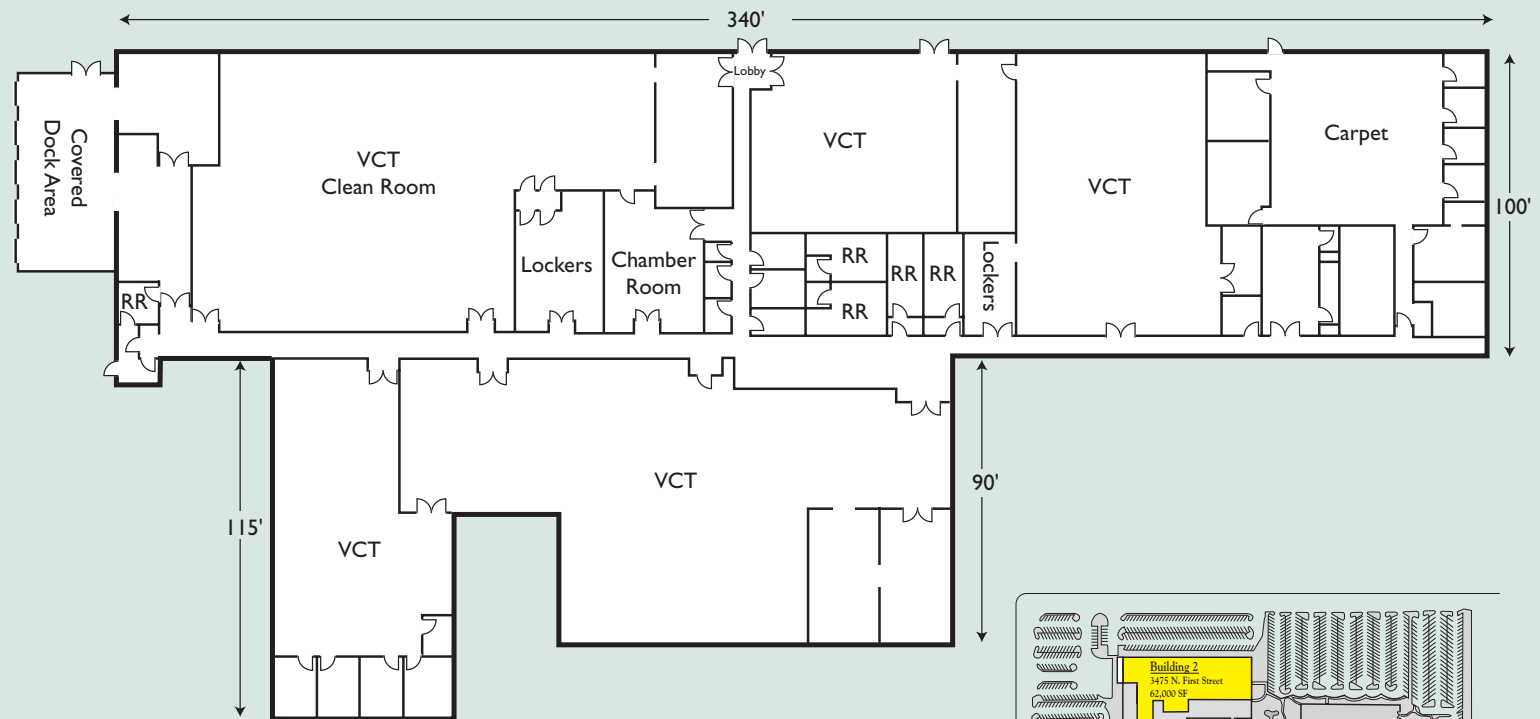 340'
Lobby
Covered
Dock Area
VCT
Clean Room
VCT
VCT
Carpet
100'
Lockers
Chamber
Room
RR
RR
RR
RR
Lockers
RR
115'
VCT
VCT
90'
Building 2
3475 N. First Street
62,000 SF